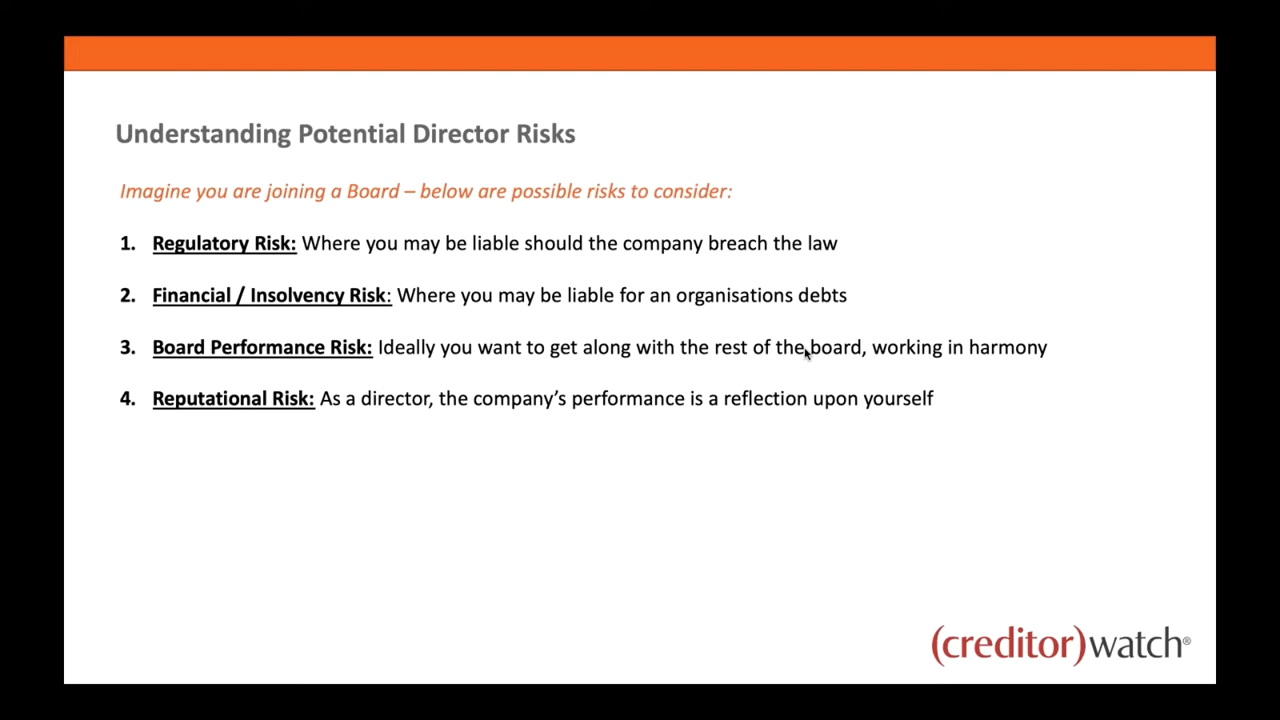 Understanding Potential Director Risks
Imagine you are joining a Board – below are possible risks to consider:
1. Regulatory Risk: Where you may be liable should the company breach the law
2. Financial / Insolvency Risk: Where you may be liable for an organisations debts
3. Board Performance Risk: Ideally you want to get along with the rest of the board, working in harmony
4. Reputational Risk: As a director, the company’s performance is a reflection upon yourself
(creditor)watch®